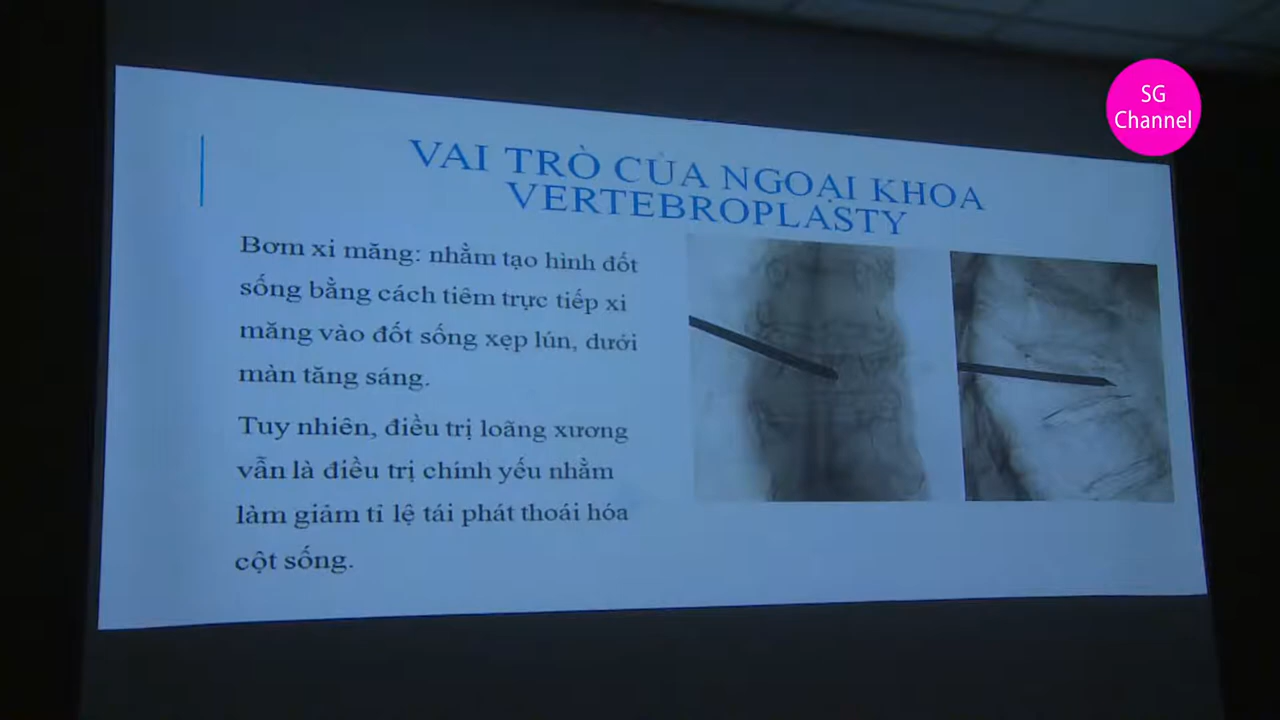 SG
Channel
VAI TRÒ CỦA NGOẠI KHOA
VERTEBROPLASTY
Bơm xi măng: nhằm tạo hình đốt
sống bằng cách tiêm trực tiếp xi
măng vào đốt sống xẹp lún, dưới
màn tăng sáng.
Tuy nhiên, điều trị loãng xương
vẫn là điều trị chính yếu nhằm
làm giảm tỉ lệ tái phát thoái hóa
cột sống.